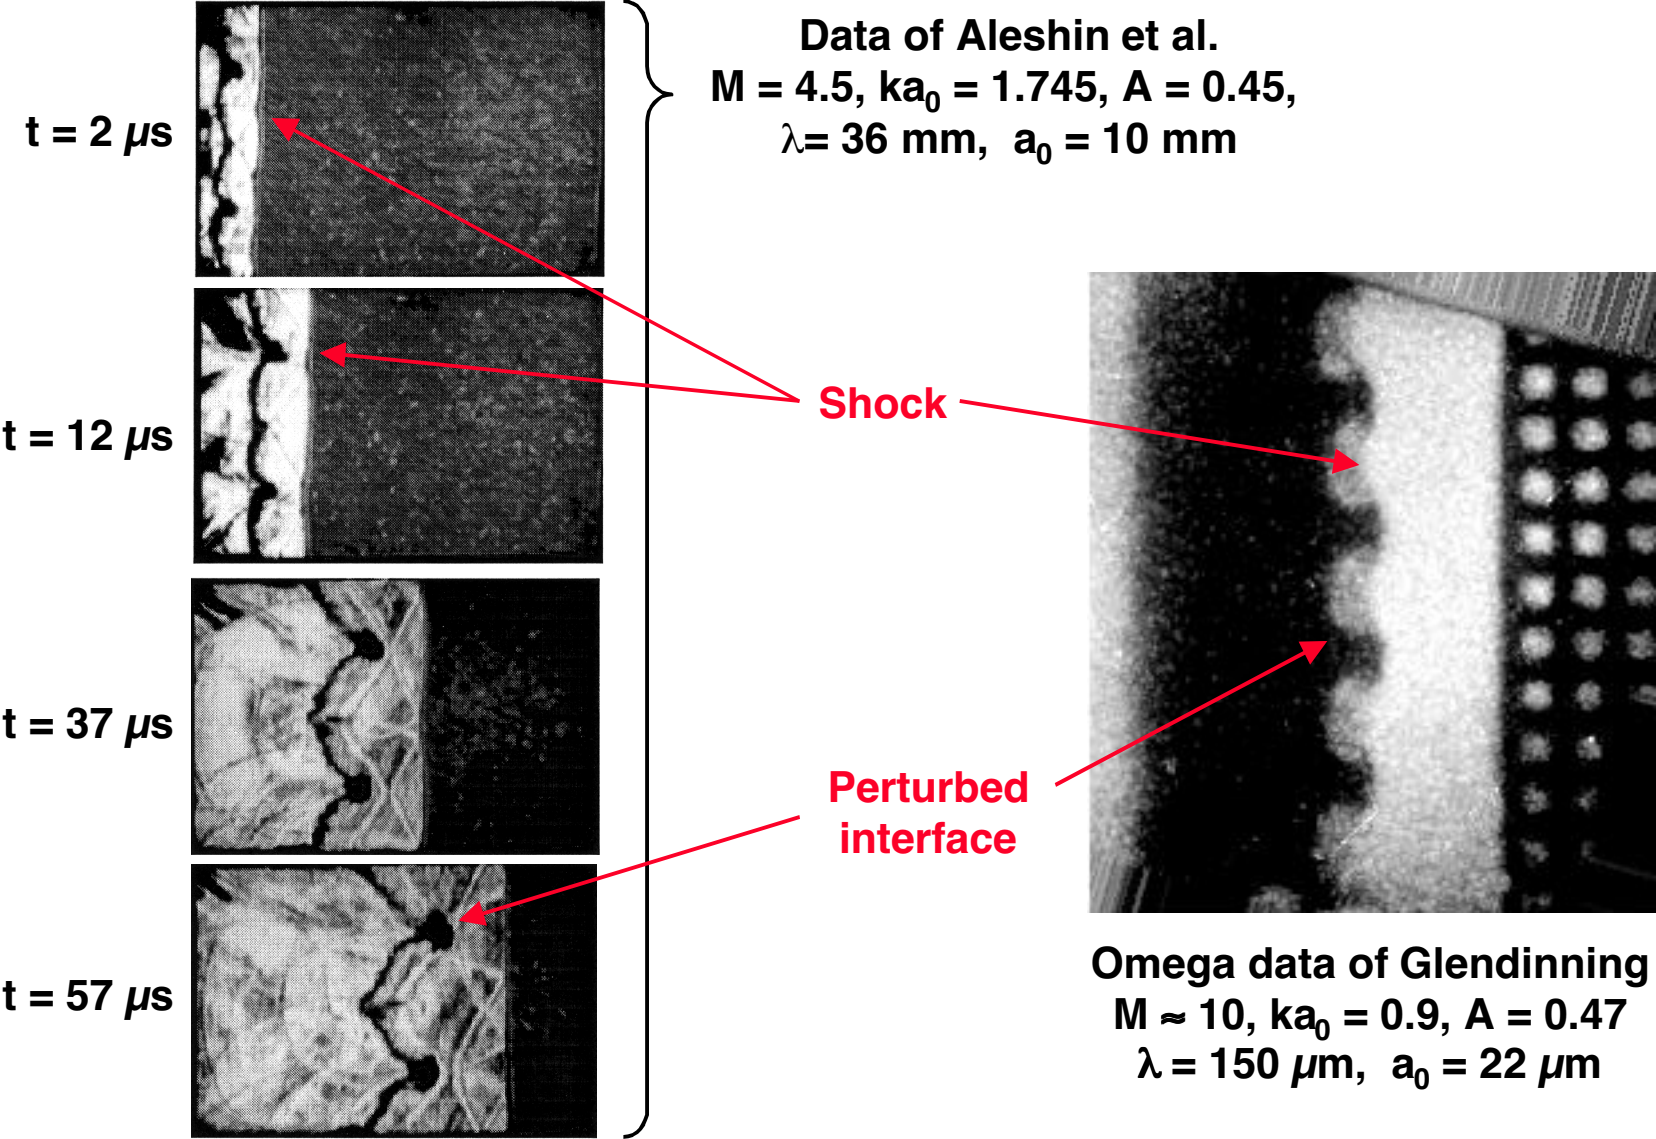 Data of Aleshin et al.
M = 4.5, ka₀ = 1.745, A = 0.45,
λ= 36 mm, a₀ = 10 mm
t = 2 µs
t = 12 µs
t = 37 µs
t = 57 µs
Shock
Perturbed
interface
Omega data of Glendinning
M ≈ 10, ka₀ = 0.9, A = 0.47
λ = 150 µm, a₀ = 22 µm